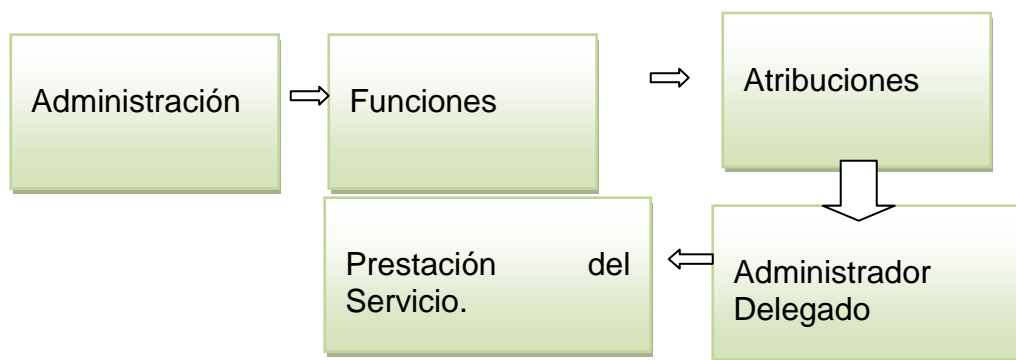 Administración
Funciones
Atribuciones
Administrador
Delegado
Prestación del
Servicio.